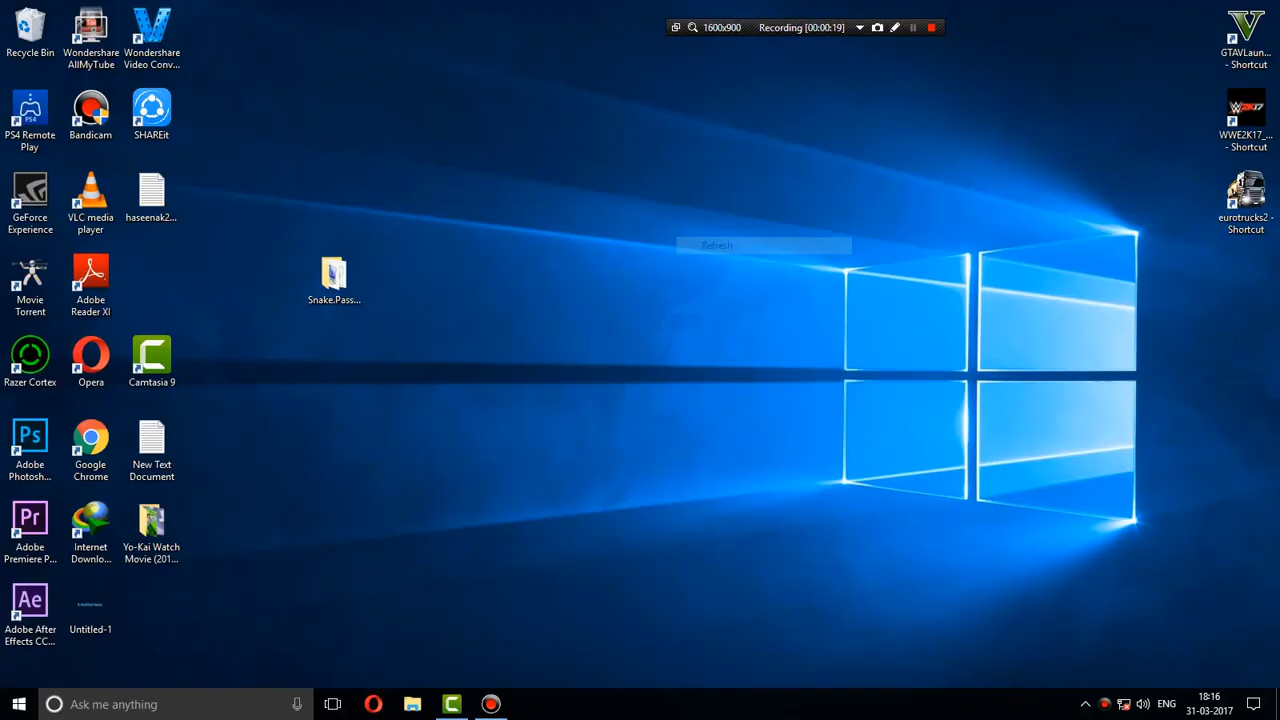 1600x900 Recording [00:00:19]
Recycle Bin
Wondershare
AllMyTube
Wondershare
Video Conv...
GTAVLaun...
- Shortcut
PS4 Remote
Play
Bandicam
SHAREit
WWE2K17_...
- Shortcut
GeForce
Experience
VLC media
player
haseenak2...
eurotrucks2 -
Shortcut
Refresh
Movie
Torrent
Adobe
Reader XI
Snake.Pass...
Razer Cortex
Opera
Camtasia 9
Adobe
Photosh...
Google
Chrome
New Text
Document
Adobe
Premiere P...
Internet
Downlo...
Yo-Kai Watch
Movie (201...
Adobe After
Effects CC...
Untitled-1
Ask me anything
ENG
18:16
31-03-2017